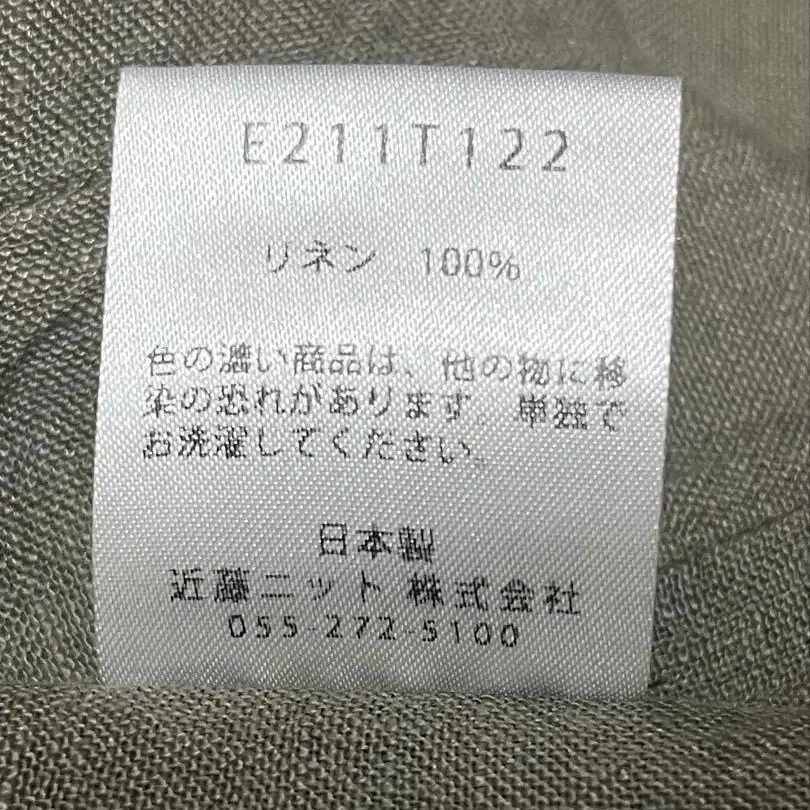 E211T122
リネン 100%
色の濃い商品は、他の物に移
染の恐れがあります。単独で
お洗濯してください。
日本製
近藤ニット 株式会社
055-272-5100